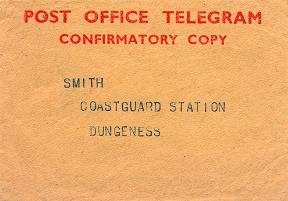 POST OFFICE TELEGRAM
CONFIRMATORY COPY
SMITH
COASTGUARD STATION
DUNGENESS